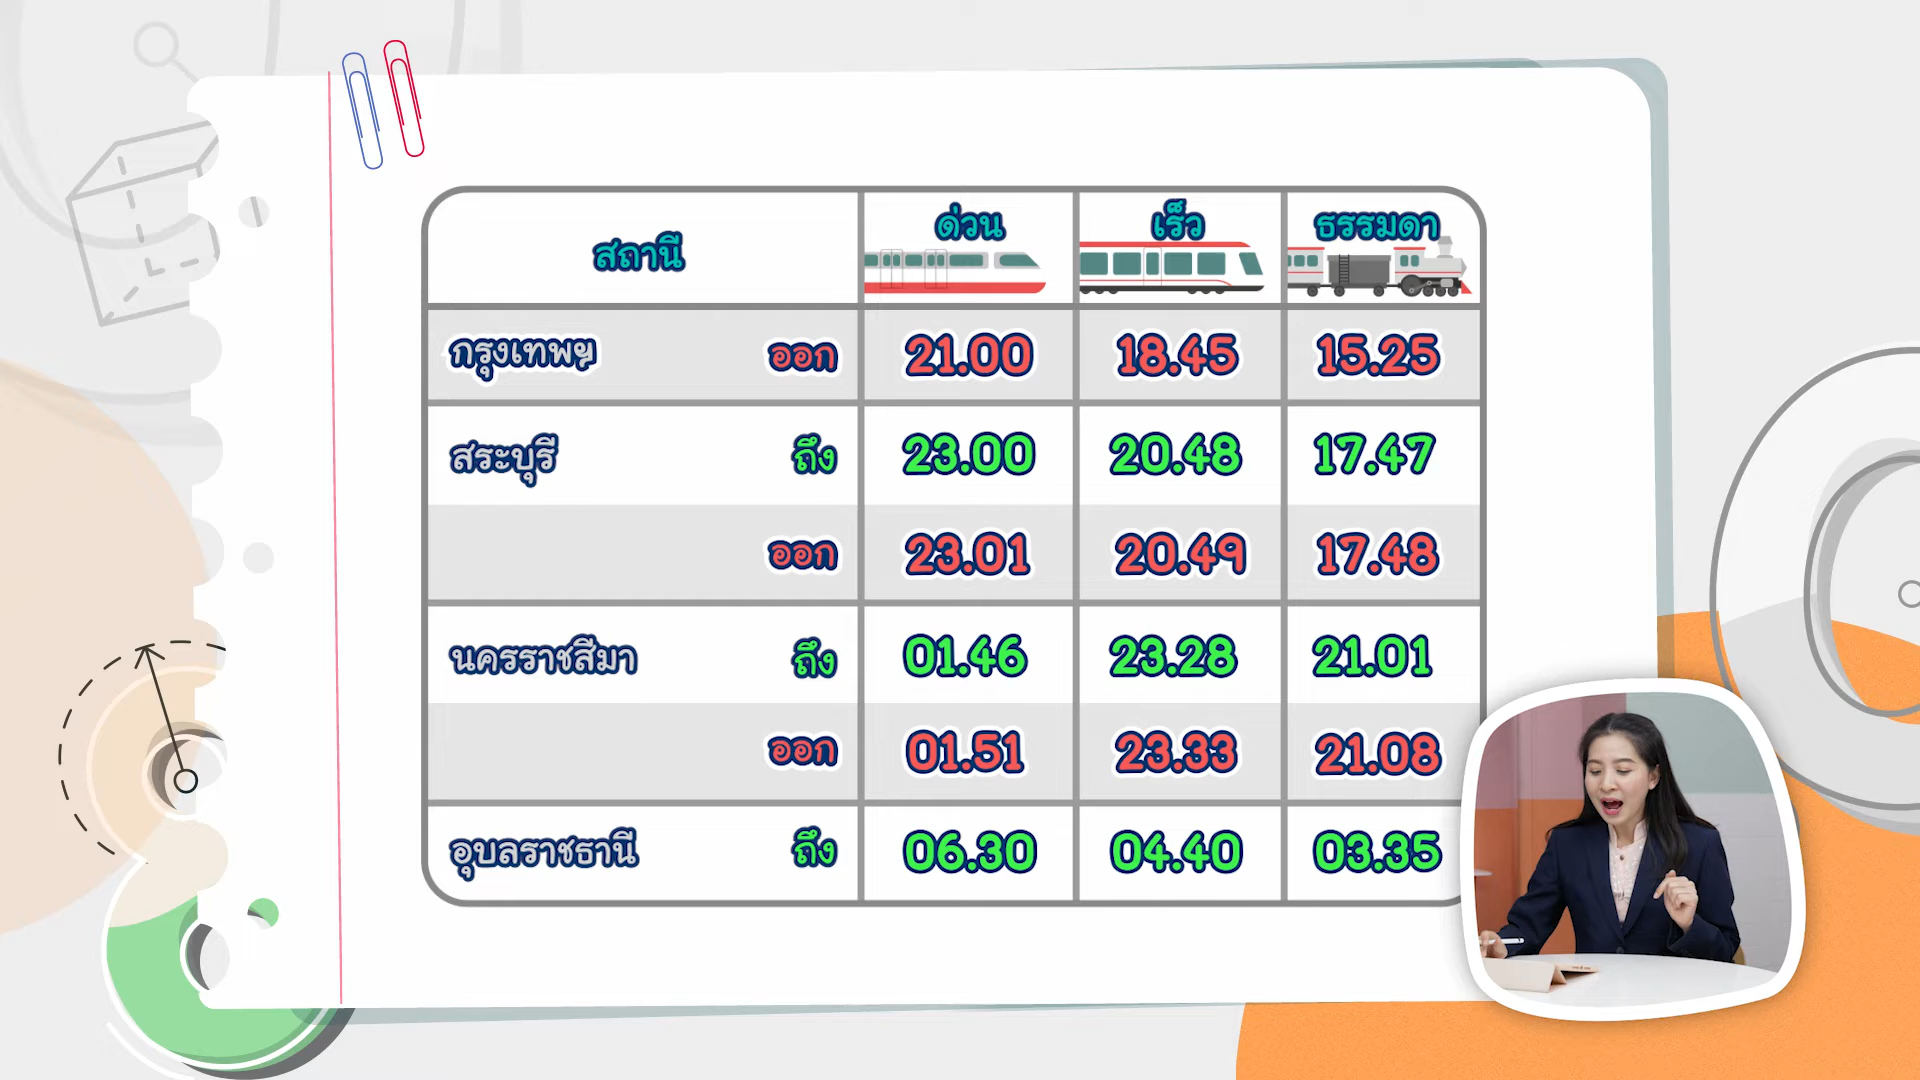 สถานี ด่วน เร็ว ธรรมดา
กรุงเทพฯ ออก 21.00 18.45 15.25
สระบุรี ถึง 23.00 20.48 17.47
ออก 23.01 20.49 17.48
นครราชสีมา ถึง 01.46 23.28 21.01
ออก 01.51 23.33 21.08
อุบลราชธานี ถึง 06.30 04.40 03.35